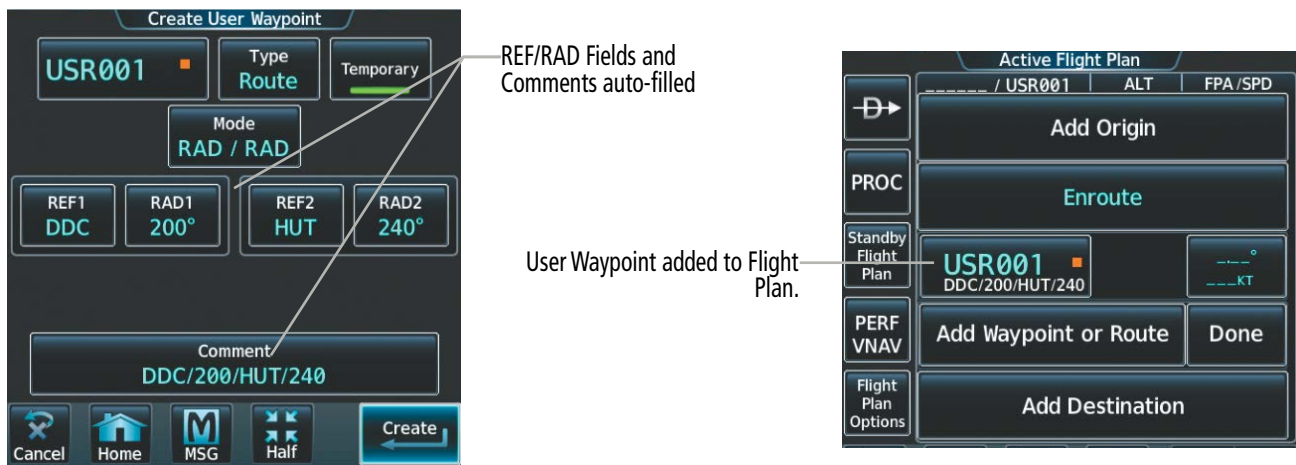 Create User Waypoint
USR001
Type
Route
Temporary
Mode
RAD / RAD
REF1
DDC
RAD1
200°
REF2
HUT
RAD2
240°
Comment
DDC/200/HUT/240
Cancel
Home
MSG
Half
Create
REF/RAD Fields and
Comments auto-filled
User Waypoint added to Flight
Plan.
Active Flight Plan
______ / USR001
ALT
FPA/SPD
D
Add Origin
PROC
Enroute
Standby
Flight
Plan
USR001
DDC/200/HUT/240
_._ _°
_ _ _KT
PERF
VNAV
Add Waypoint or Route
Done
Flight
Plan
Options
Add Destination